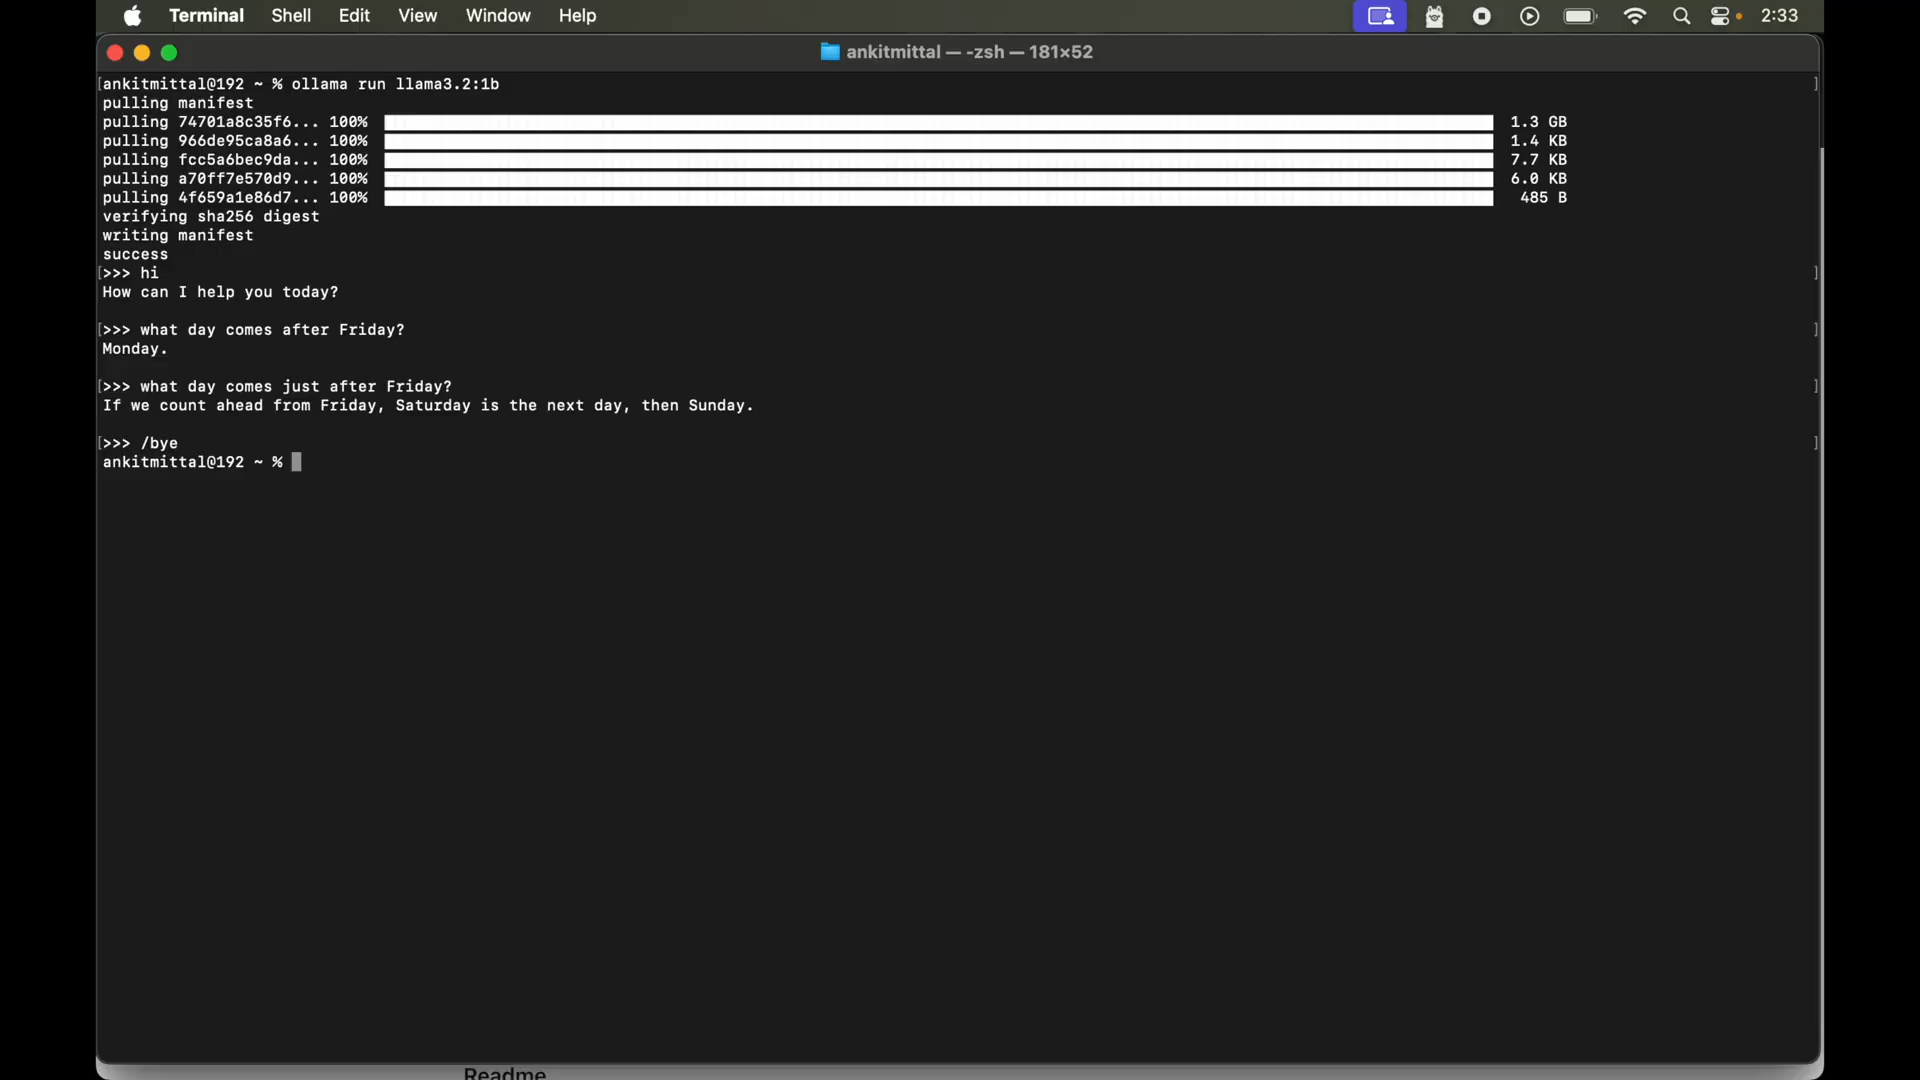 Terminal Shell Edit View Window Help 2:33
ankitmittal — -zsh — 181×52
[ankitmittal@192 ~ % ollama run llama3.2:1b ]
pulling manifest
pulling 74701a8c35f6... 100% 1.3 GB
pulling 966de95ca8a6... 100% 1.4 KB
pulling fcc5a6bec9da... 100% 7.7 KB
pulling a70ff7e570d9... 100% 6.0 KB
pulling 4f659a1e86d7... 100% 485 B
verifying sha256 digest
writing manifest
success
[>>> hi ]
How can I help you today?
[>>> what day comes after Friday? ]
Monday.
[>>> what day comes just after Friday? ]
If we count ahead from Friday, Saturday is the next day, then Sunday.
[>>> /bye ]
ankitmittal@192 ~ %
Readme